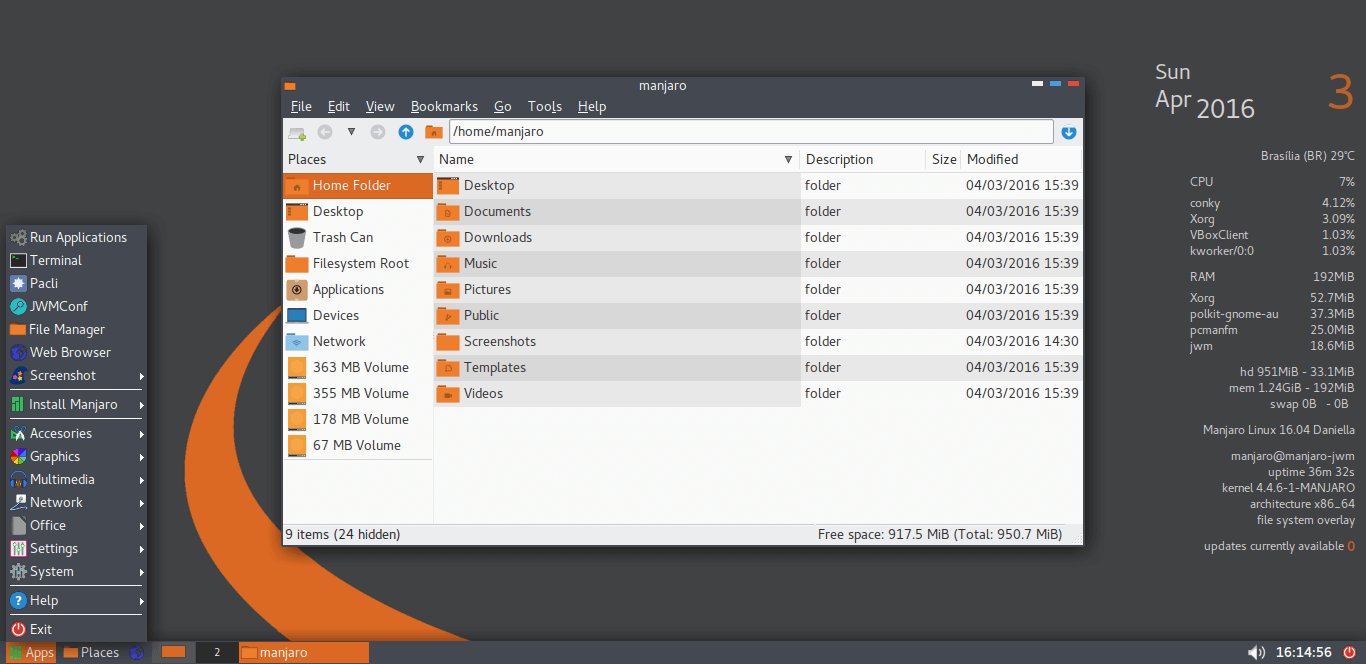 manjaro
File Edit View Bookmarks Go Tools Help
/home/manjaro
Places
Home Folder
Desktop
Trash Can
Filesystem Root
Applications
Devices
Network
363 MB Volume
355 MB Volume
178 MB Volume
67 MB Volume
Name Description Size Modified
Desktop folder 04/03/2016 15:39
Documents folder 04/03/2016 15:39
Downloads folder 04/03/2016 15:39
Music folder 04/03/2016 15:39
Pictures folder 04/03/2016 15:39
Public folder 04/03/2016 15:39
Screenshots folder 04/03/2016 14:30
Templates folder 04/03/2016 15:39
Videos folder 04/03/2016 15:39
9 items (24 hidden) Free space: 917.5 MiB (Total: 950.7 MiB)
Sun
Apr 2016 3
Brasília (BR) 29°C
CPU 7%
conky 4.12%
Xorg 3.09%
VBoxClient 1.03%
kworker/0:0 1.03%
RAM 192MiB
Xorg 52.7MiB
polkit-gnome-au 37.3MiB
pcmanfm 25.0MiB
jwm 18.6MiB
hd 951MiB - 33.1MiB
mem 1.24GiB - 192MiB
swap 0B - 0B
Manjaro Linux 16.04 Daniella
manjaro@manjaro-jwm
uptime 36m 32s
kernel 4.4.6-1-MANJARO
architecture x86_64
file system overlay
updates currently available 0
Run Applications
Terminal
Pacli
JWMConf
File Manager
Web Browser
Screenshot
Install Manjaro
Accesories
Graphics
Multimedia
Network
Office
Settings
System
Help
Exit
Apps Places 2 manjaro 16:14:56